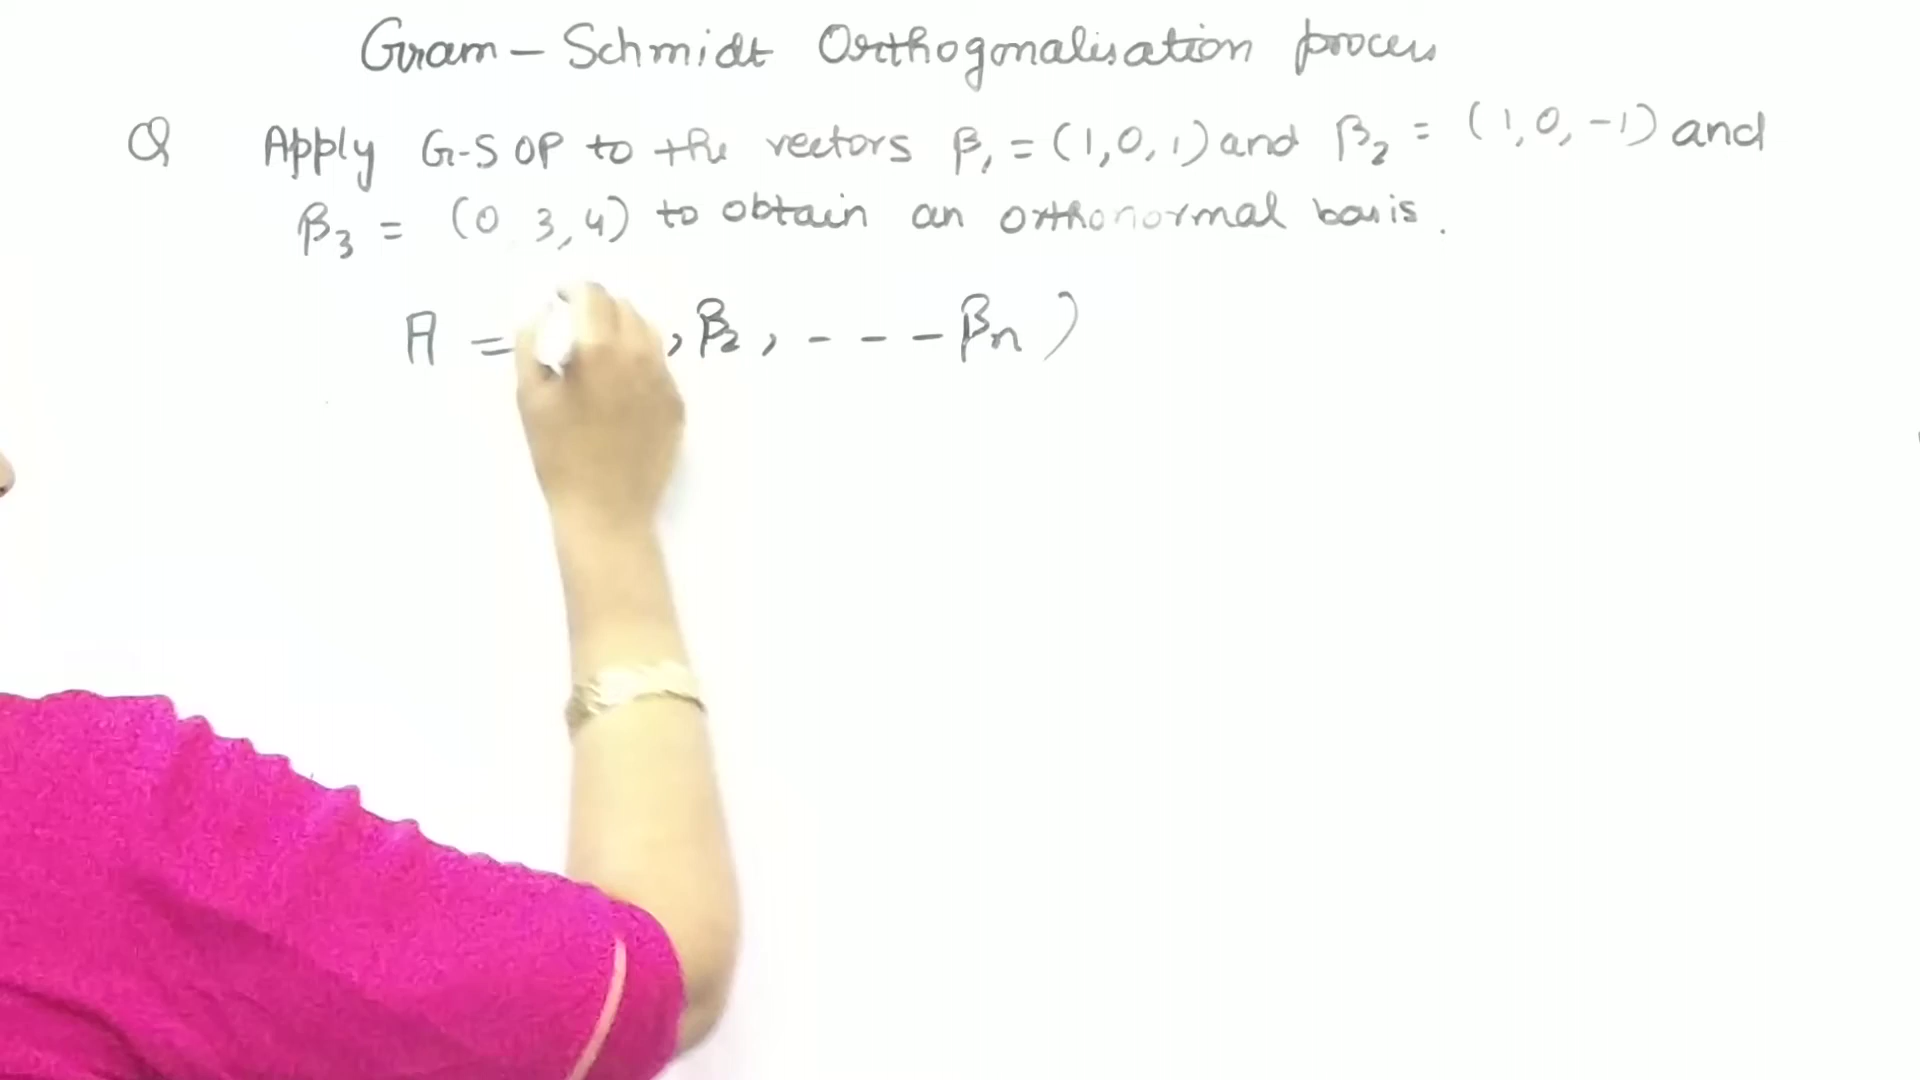 Gram - Schmidt Orthogonalisation process
Q Apply G-S OP to the vectors β₁ = (1, 0, 1) and β₂ = (1, 0, -1) and
β₃ = (0 3, 4) to obtain an orthonormal basis.
A = , β₂, - - - βn )